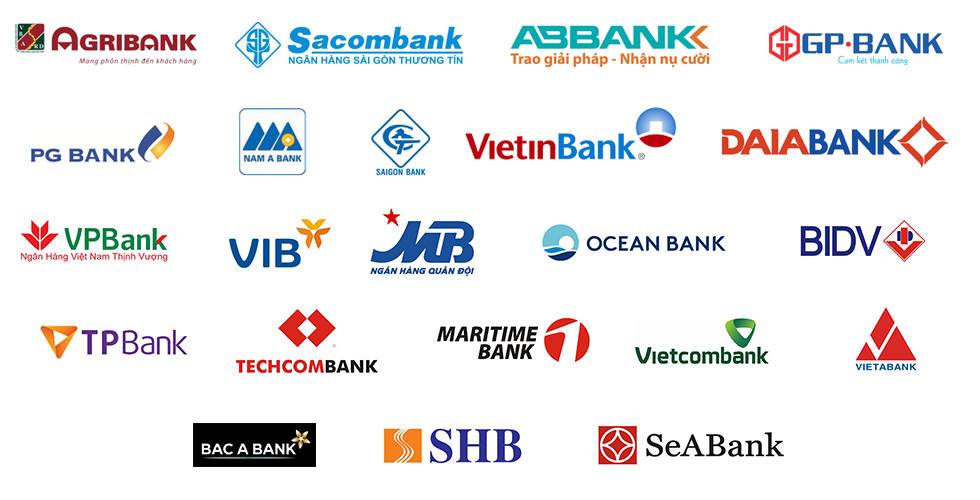 AGRIBANK
Mang phồn thịnh đến khách hàng
Sacombank
NGÂN HÀNG SÀI GÒN THƯƠNG TÍN
ABBANK
Trao giải pháp - Nhận nụ cười
GP·BANK
Cam kết thành công
PG BANK
NAM A BANK
SAIGON BANK
VietinBank®
DAIABANK
VPBank
Ngân Hàng Việt Nam Thịnh Vượng
VIB
MB
NGÂN HÀNG QUÂN ĐỘI
OCEAN BANK
BIDV
TPBank
TECHCOMBANK
MARITIME
BANK
Vietcombank
VIETABANK
BAC A BANK
SHB
SeABank